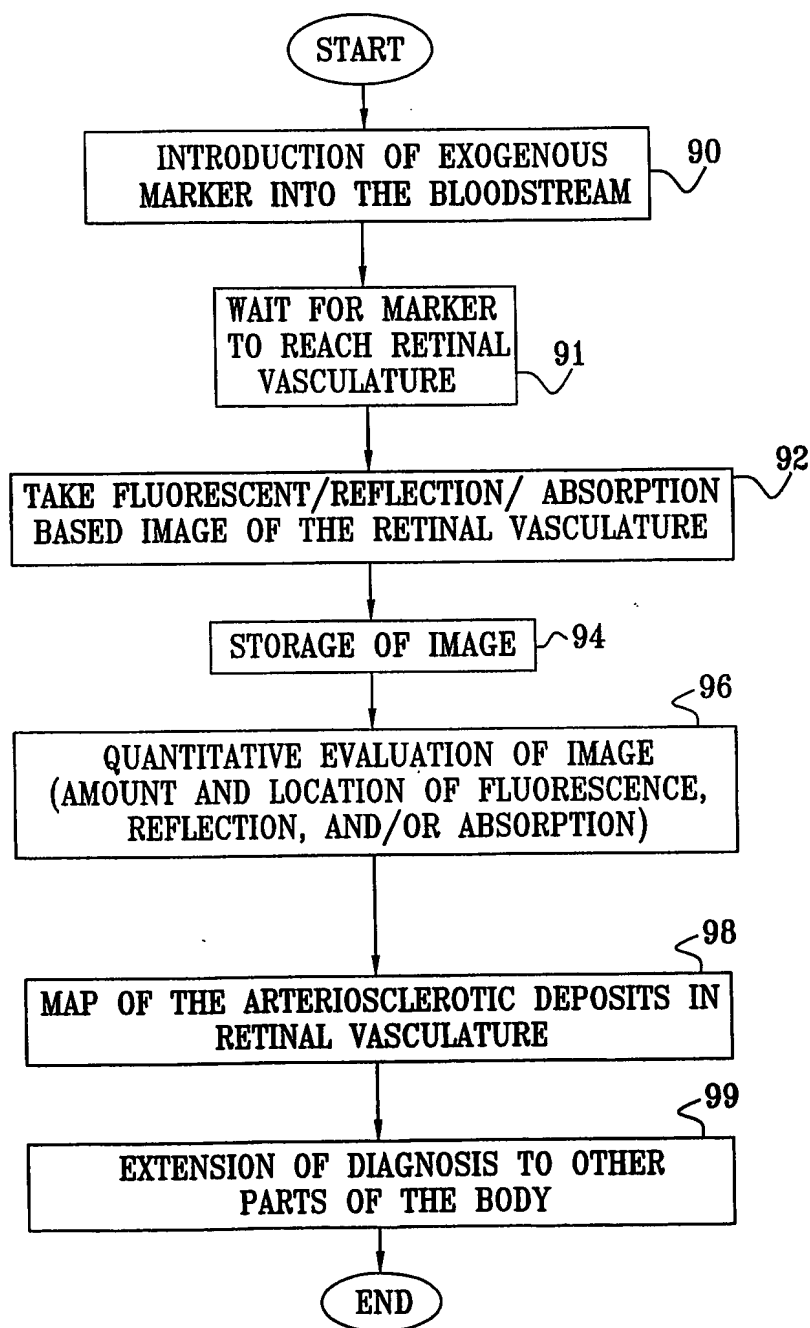 START
INTRODUCTION OF EXOGENOUS
MARKER INTO THE BLOODSTREAM
90
WAIT FOR MARKER
TO REACH RETINAL
VASCULATURE
91
TAKE FLUORESCENT/REFLECTION/ ABSORPTION
BASED IMAGE OF THE RETINAL VASCULATURE
92
STORAGE OF IMAGE
94
QUANTITATIVE EVALUATION OF IMAGE
(AMOUNT AND LOCATION OF FLUORESCENCE,
REFLECTION, AND/OR ABSORPTION)
96
MAP OF THE ARTERIOSCLEROTIC DEPOSITS IN
RETINAL VASCULATURE
98
EXTENSION OF DIAGNOSIS TO OTHER
PARTS OF THE BODY
99
END